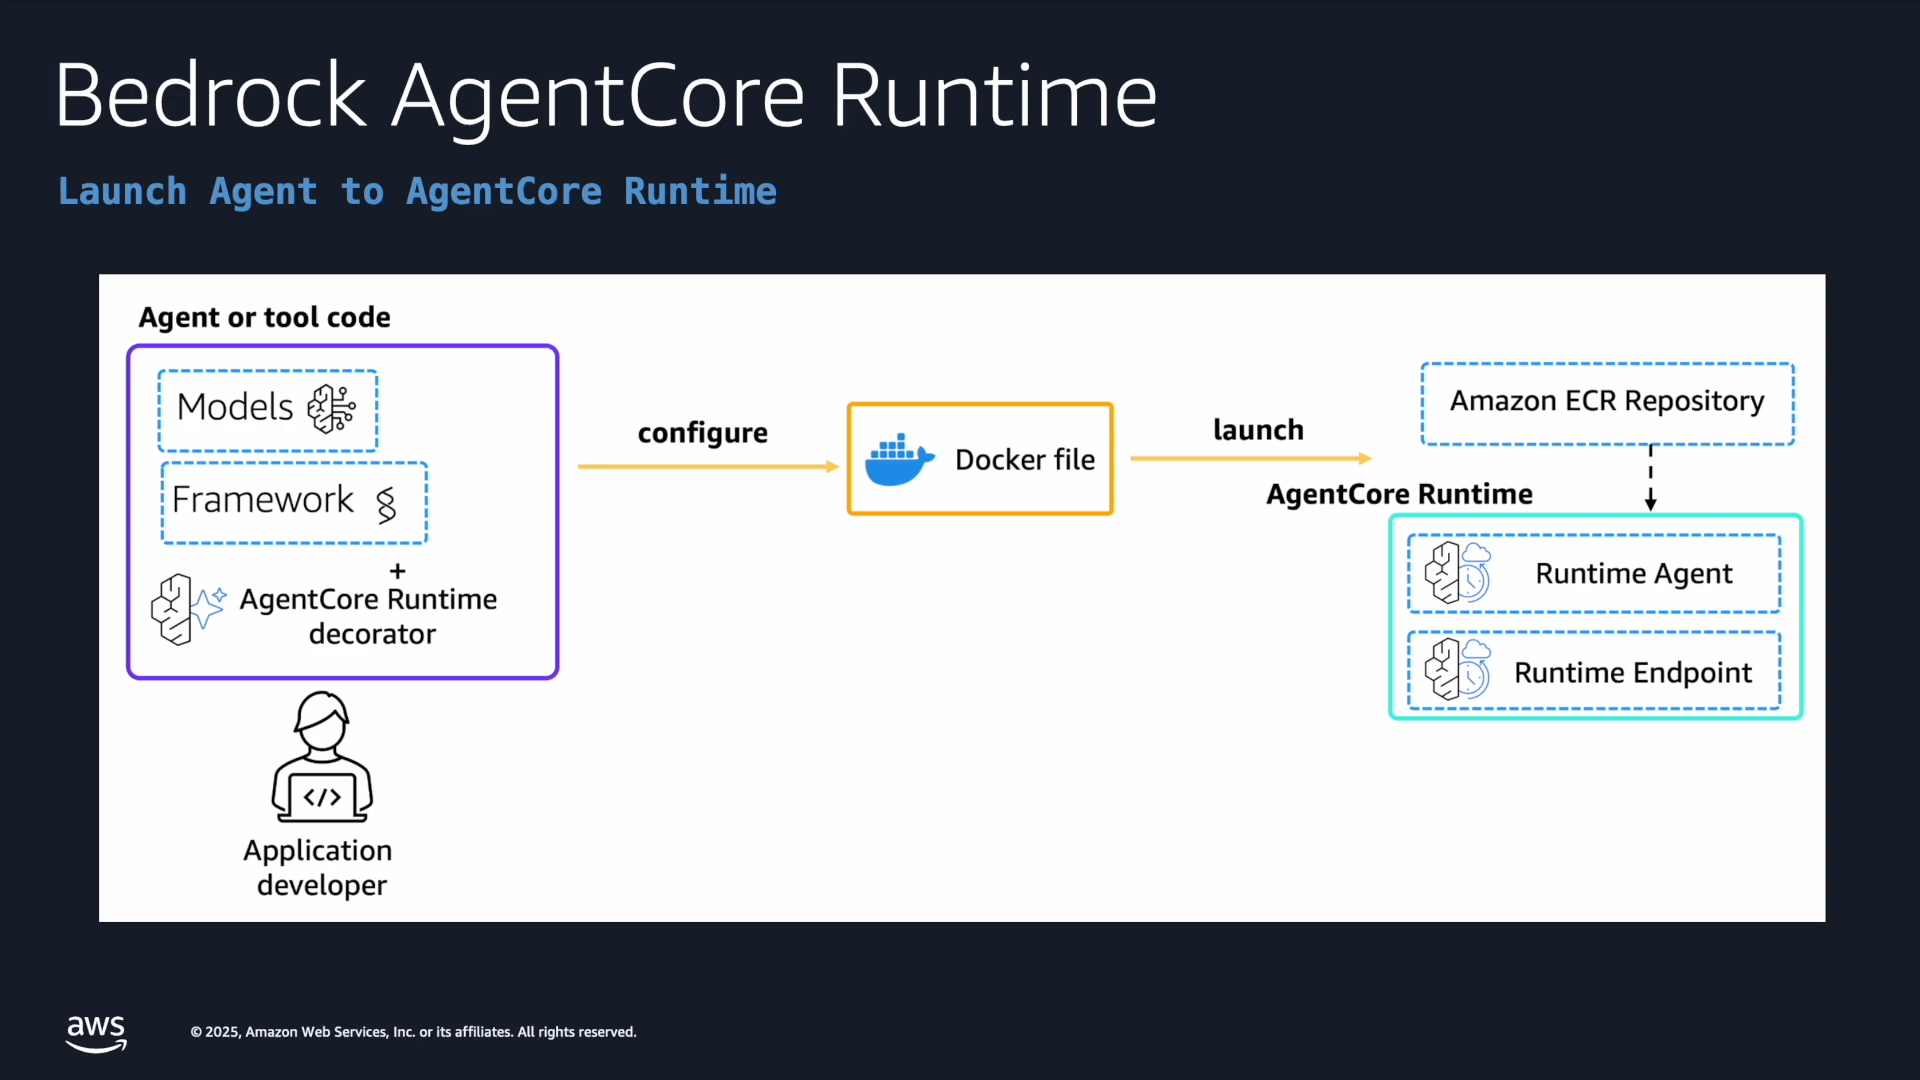 Bedrock AgentCore Runtime
Launch Agent to AgentCore Runtime
Agent or tool code
Models
Framework
+
AgentCore Runtime
decorator
</>
Application
developer
configure
Docker file
launch
Amazon ECR Repository
AgentCore Runtime
Runtime Agent
Runtime Endpoint
aws
© 2025, Amazon Web Services, Inc. or its affiliates. All rights reserved.